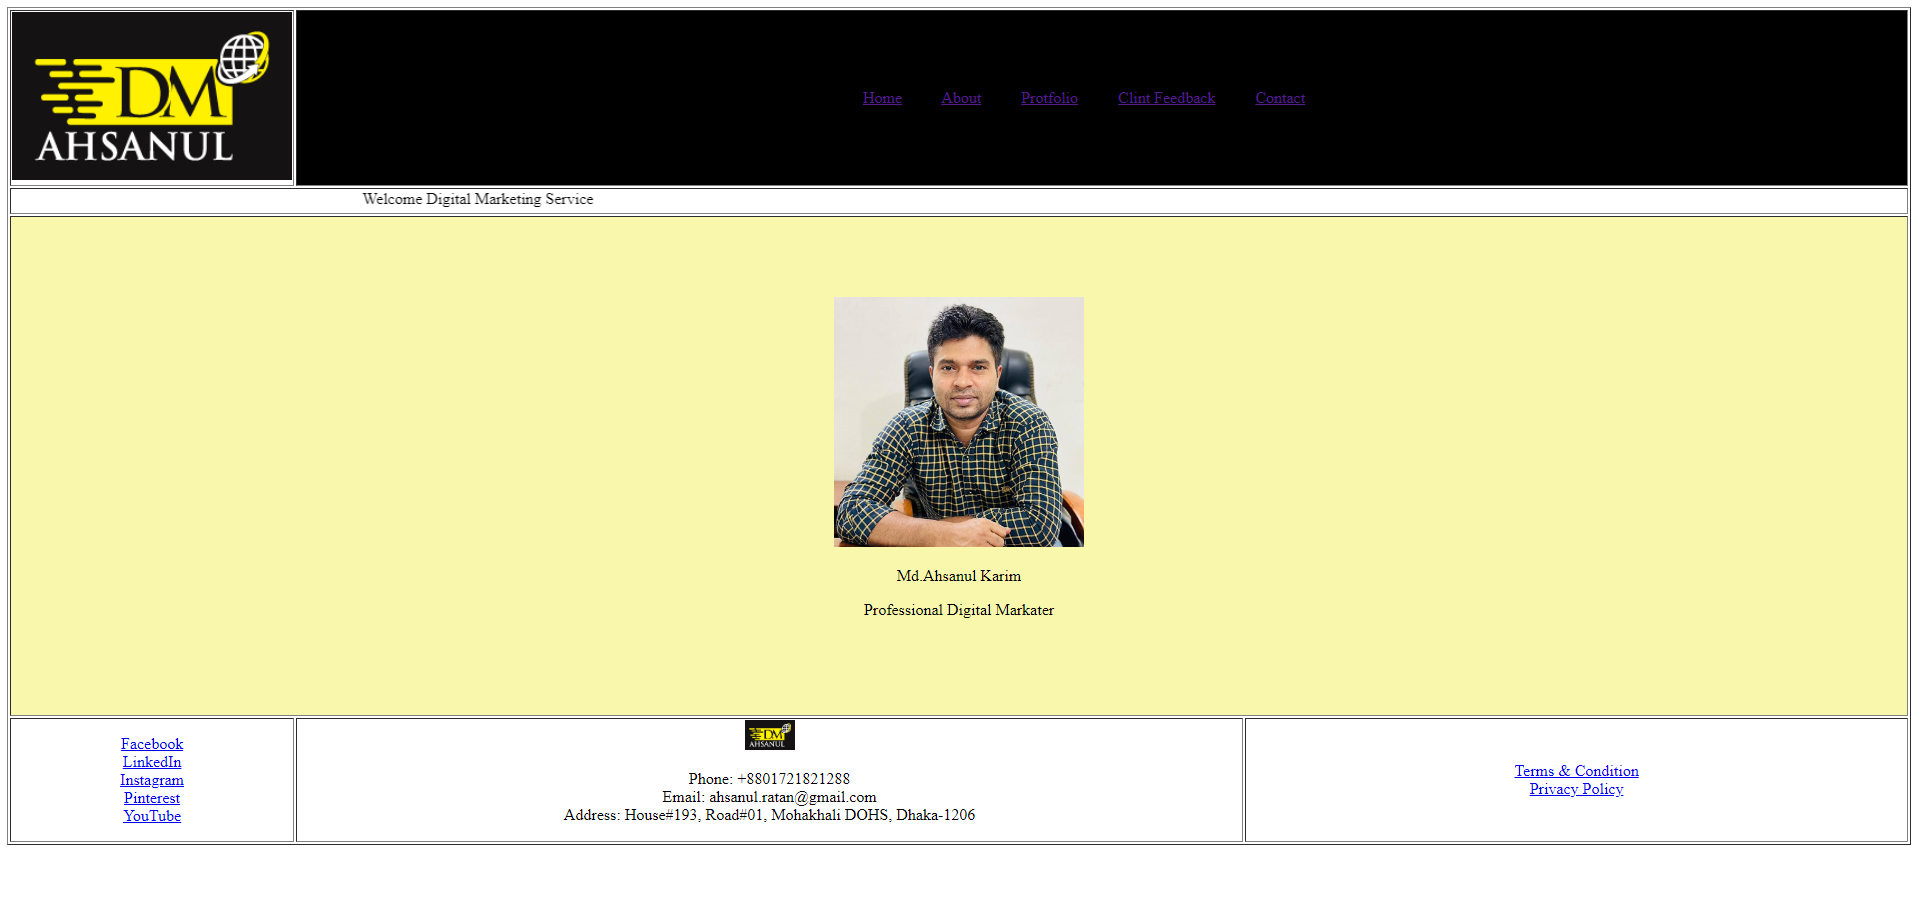 DM
AHSANUL
Home About Protfolio Clint Feedback Contact
Welcome Digital Marketing Service
Md.Ahsanul Karim
Professional Digital Markater
Facebook
LinkedIn
Instagram
Pinterest
YouTube
DM
AHSANUL
Phone: +8801721821288
Email: ahsanul.ratan@gmail.com
Address: House#193, Road#01, Mohakhali DOHS, Dhaka-1206
Terms & Condition
Privacy Policy